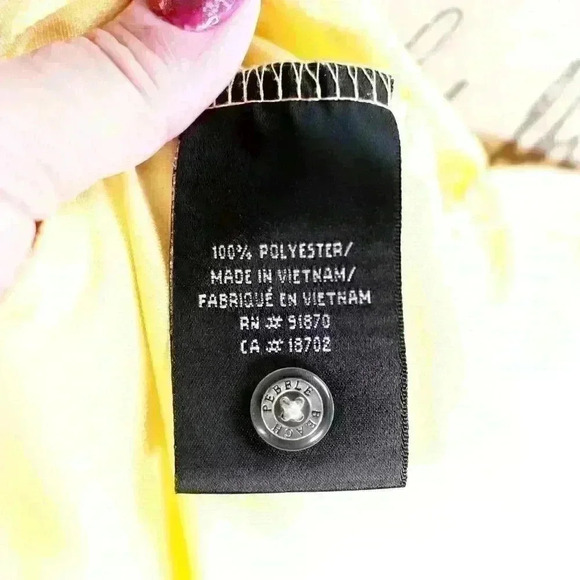 100% POLYESTER/
MADE IN VIETNAM/
FABRIQUÉ EN VIETNAM
RN # 91870
CA # 18702
PEBBLE
BEACH